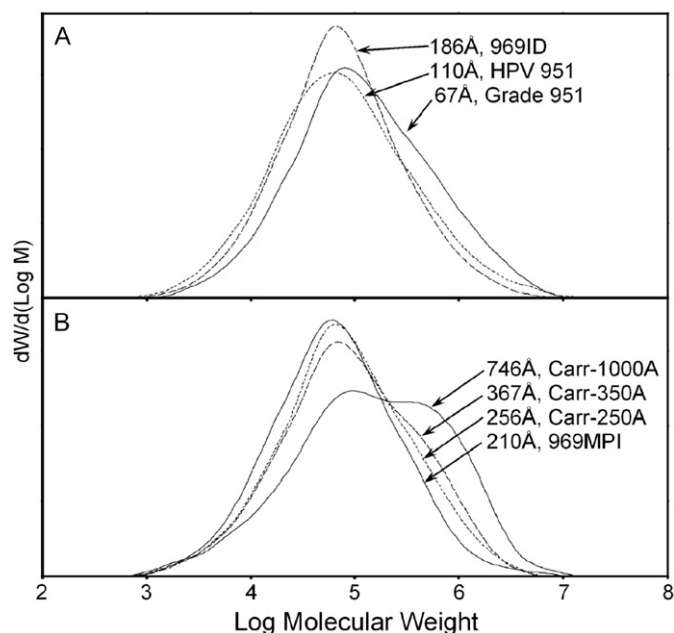 A
186Å, 969ID
110Å, HPV 951
67Å, Grade 951
dW/d(Log M)
B
746Å, Carr-1000A
367Å, Carr-350A
256Å, Carr-250A
210Å, 969MPI
2 3 4 5 6 7 8
Log Molecular Weight